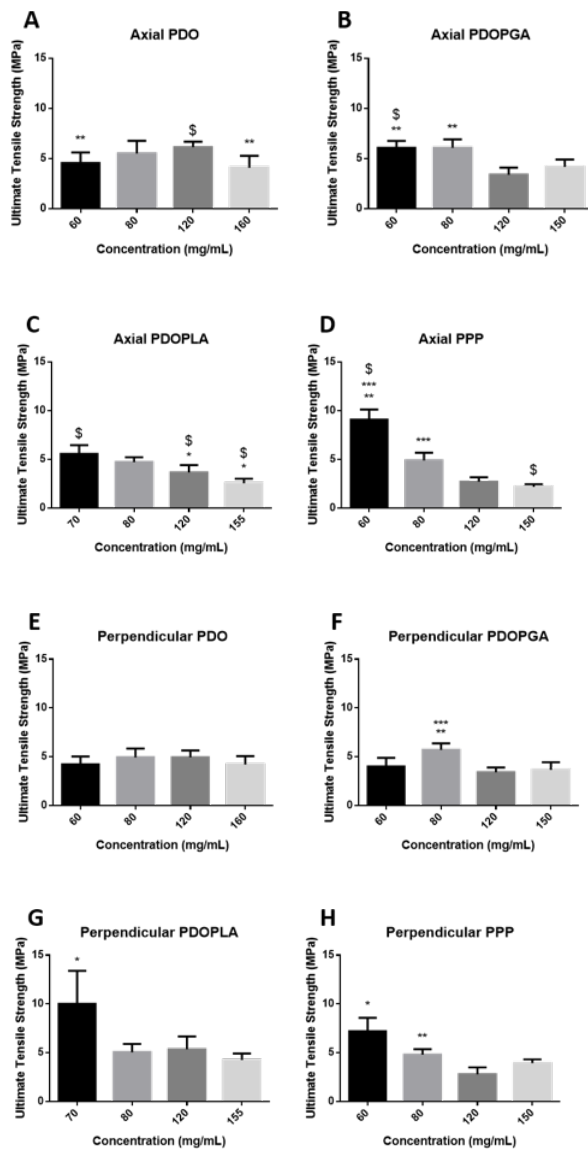 A
Axial PDO
Ultimate Tensile Strength (MPa)
15
10
5
0
**
$
**
60
80
120
160
Concentration (mg/mL)
B
Axial PDOPGA
Ultimate Tensile Strength (MPa)
15
10
5
0
$
**
**
60
80
120
150
Concentration (mg/mL)
C
Axial PDOPLA
Ultimate Tensile Strength (MPa)
15
10
5
0
$
$
*
$
*
70
80
120
155
Concentration (mg/mL)
D
Axial PPP
Ultimate Tensile Strength (MPa)
15
10
5
0
$
***
**
***
$
60
80
120
150
Concentration (mg/mL)
E
Perpendicular PDO
Ultimate Tensile Strength (MPa)
15
10
5
0
60
80
120
160
Concentration (mg/mL)
F
Perpendicular PDOPGA
Ultimate Tensile Strength (MPa)
15
10
5
0
***
**
60
80
120
150
Concentration (mg/mL)
G
Perpendicular PDOPLA
Ultimate Tensile Strength (MPa)
15
10
5
0
*
70
80
120
155
Concentration (mg/mL)
H
Perpendicular PPP
Ultimate Tensile Strength (MPa)
15
10
5
0
*
**
60
80
120
150
Concentration (mg/mL)